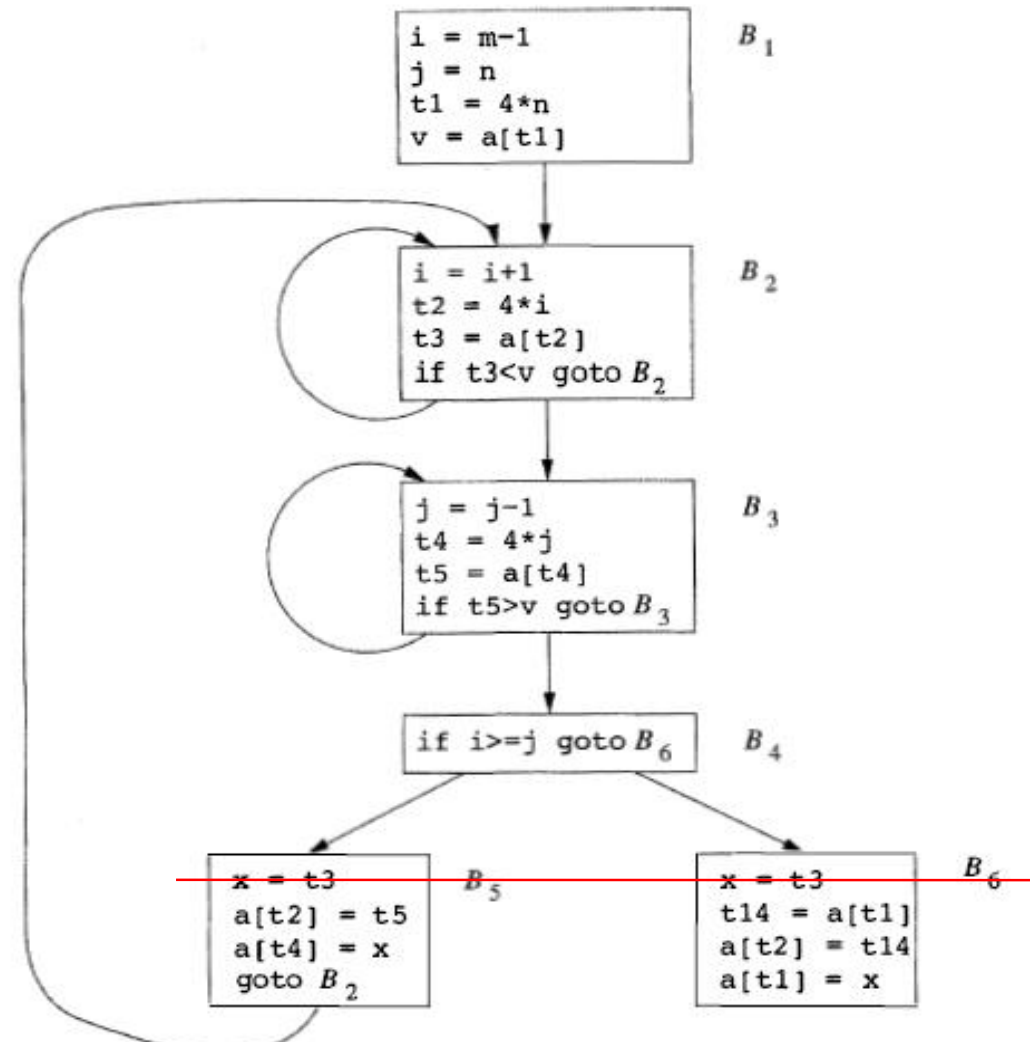 i = m-1
j = n
t1 = 4*n
v = a[t1]
B1
i = i+1
t2 = 4*i
t3 = a[t2]
if t3<v goto B2
B2
j = j-1
t4 = 4*j
t5 = a[t4]
if t5>v goto B3
B3
if i>=j goto B6
B4
x = t3
a[t2] = t5
a[t4] = x
goto B2
B5
x = t3
t14 = a[t1]
a[t2] = t14
a[t1] = x
B6